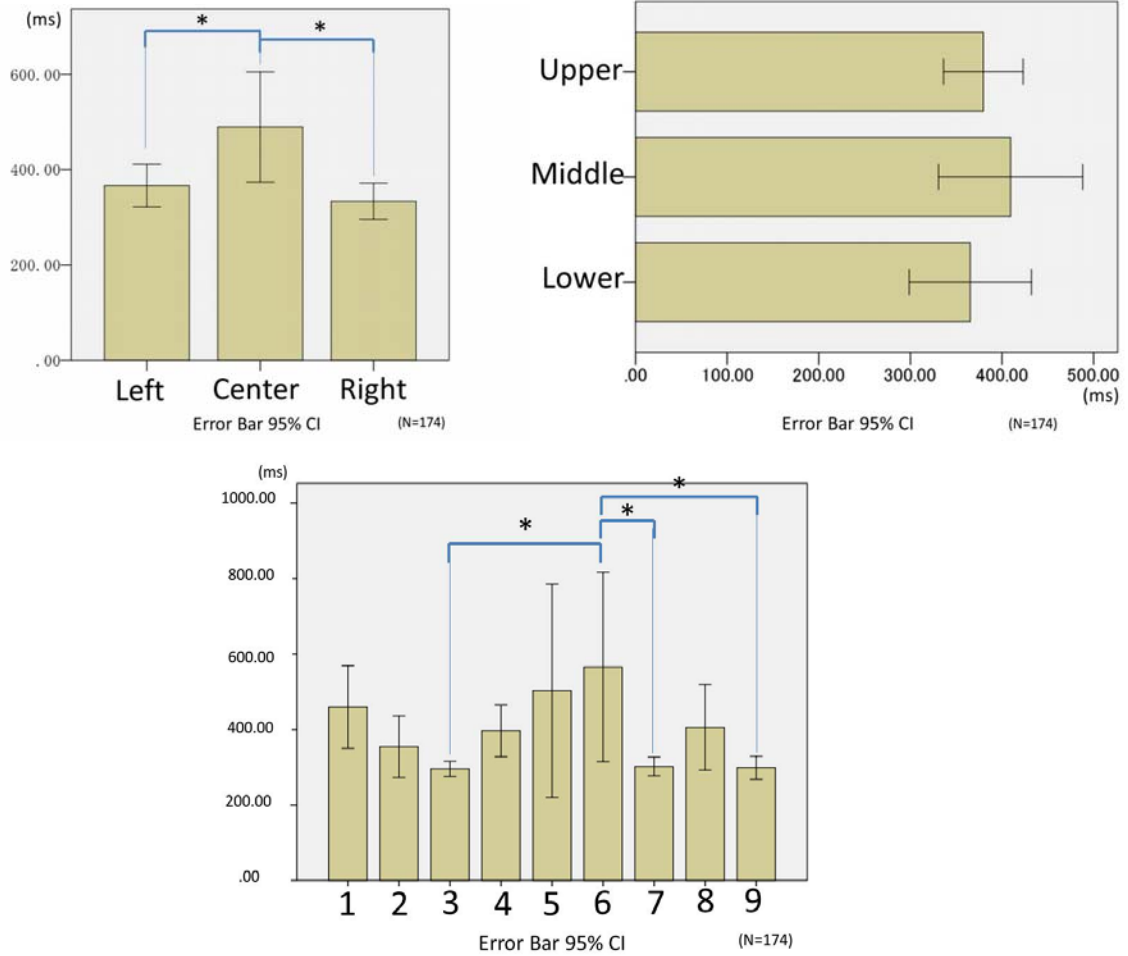 (ms)
* *
600.00
400.00
200.00
.00
Left Center Right
Error Bar 95% CI (N=174)
Upper
Middle
Lower
.00 100.00 200.00 300.00 400.00 500.00
(ms)
Error Bar 95% CI (N=174)
(ms)
1000.00
800.00
600.00
400.00
200.00
.00
* * *
1 2 3 4 5 6 7 8 9
Error Bar 95% CI (N=174)